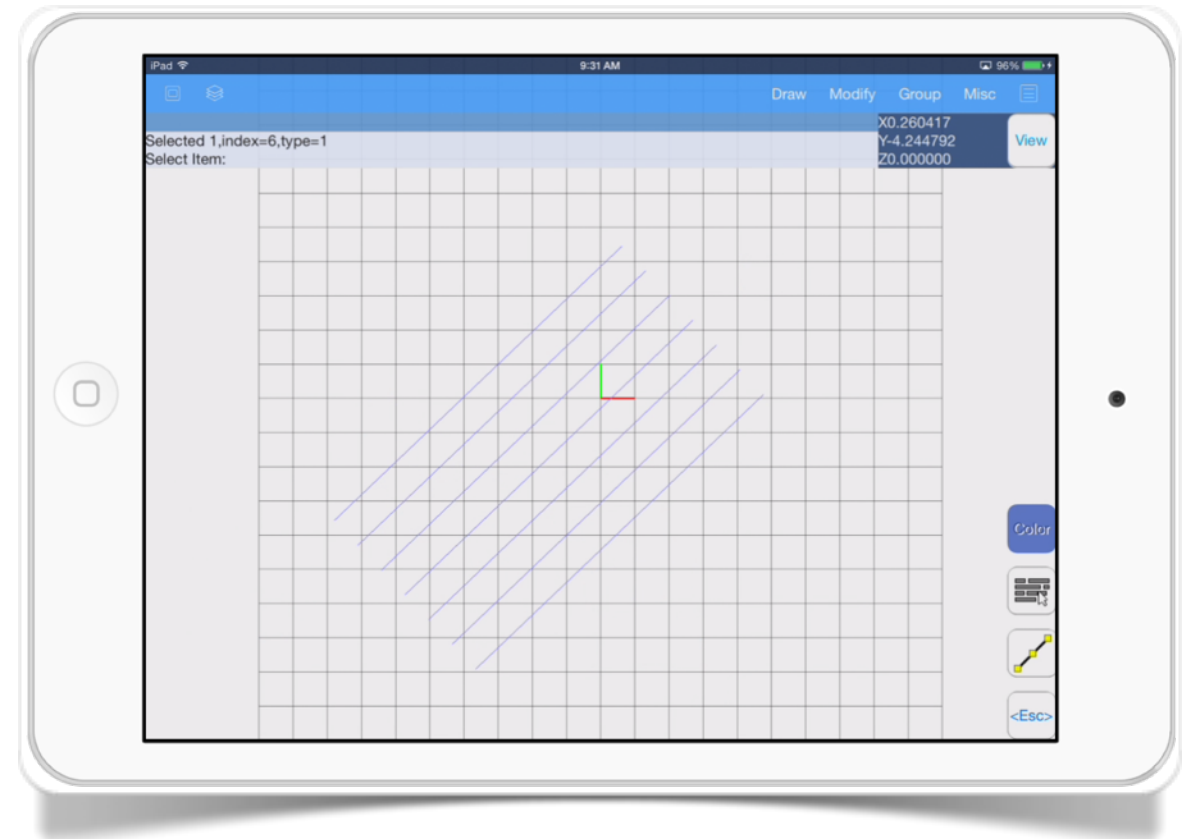 iPad 9:31 AM 96%
Draw Modify Group Misc
X0.260417
Selected 1,index=6,type=1 Y-4.244792 View
Select Item: Z0.000000
Color
<Esc>